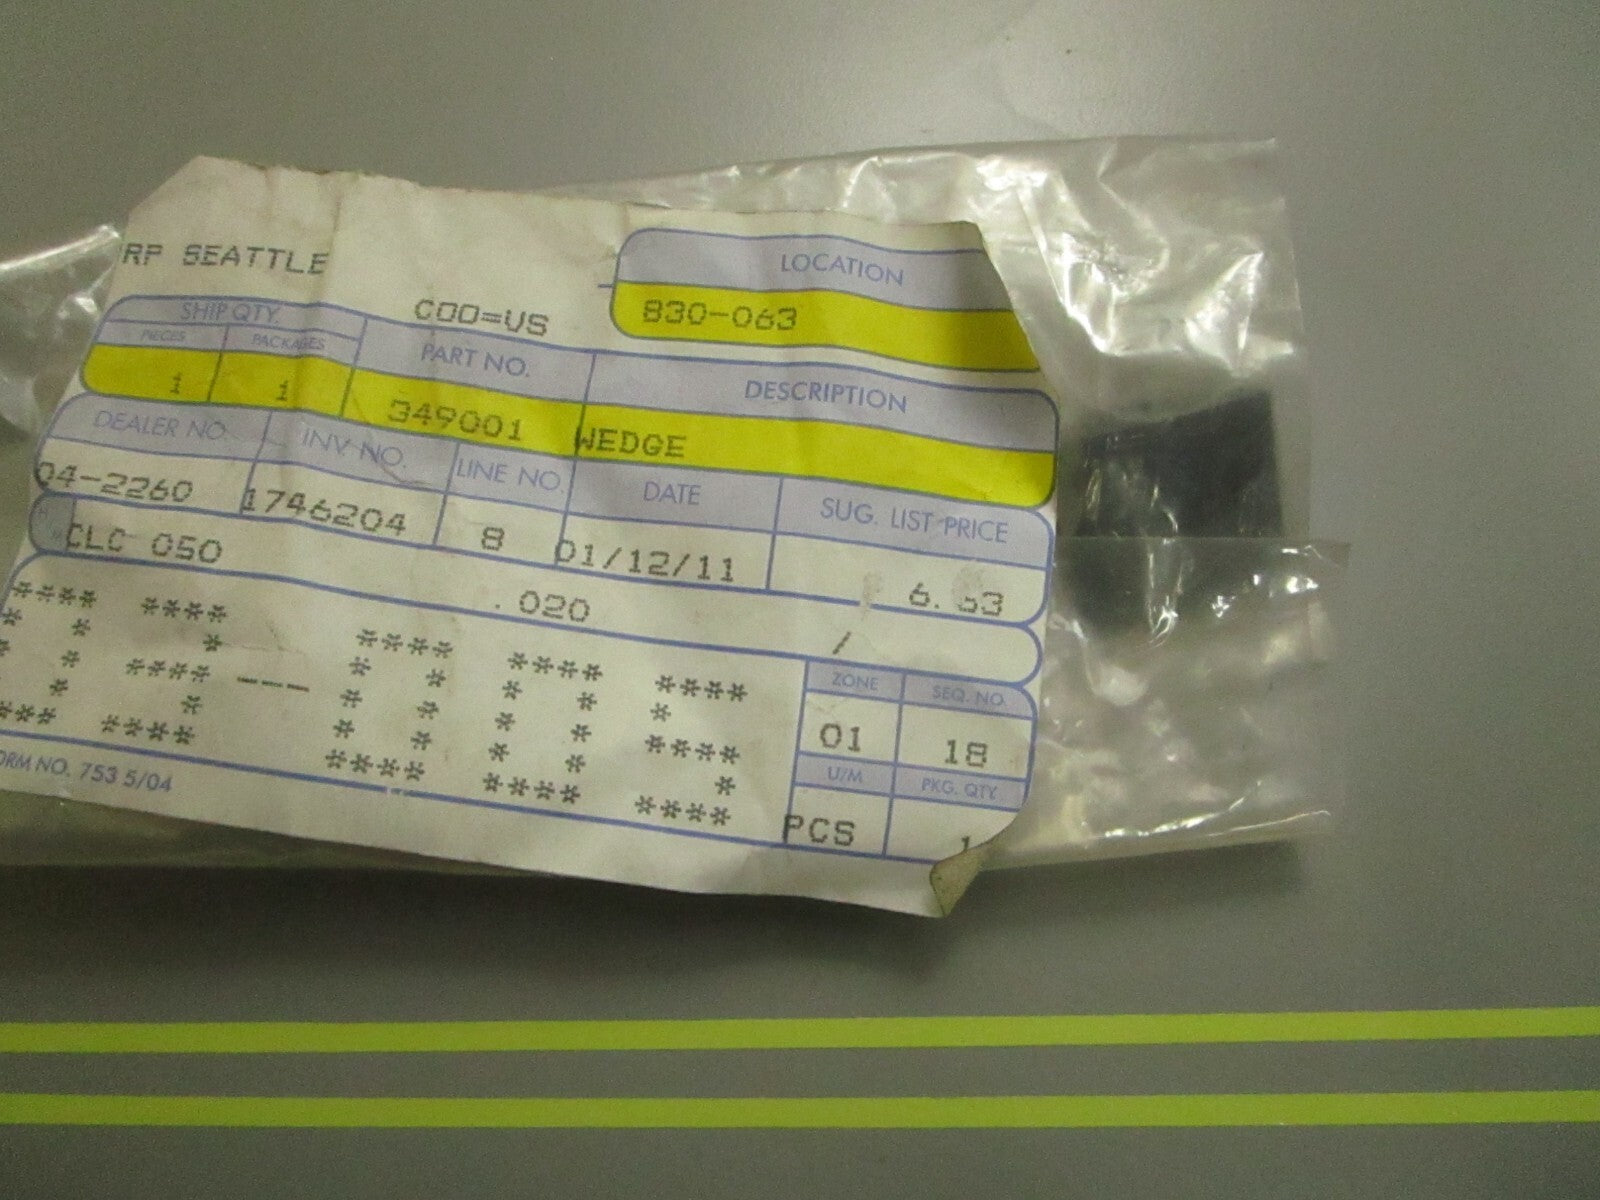 RP SEATTLE
LOCATION
830-063
COO=US
SHIP QTY.
PIECES PACKAGES PART NO. DESCRIPTION
1 1 349001 WEDGE
DEALER NO. INV. NO. LINE NO. DATE SUG. LIST PRICE
04-2260 1746204 8 01/12/11
CLC 050
.020 /
ZONE SEQ. NO.
01 18
U/M PKG. QTY.
PCS 1
ORM NO. 753 5/04